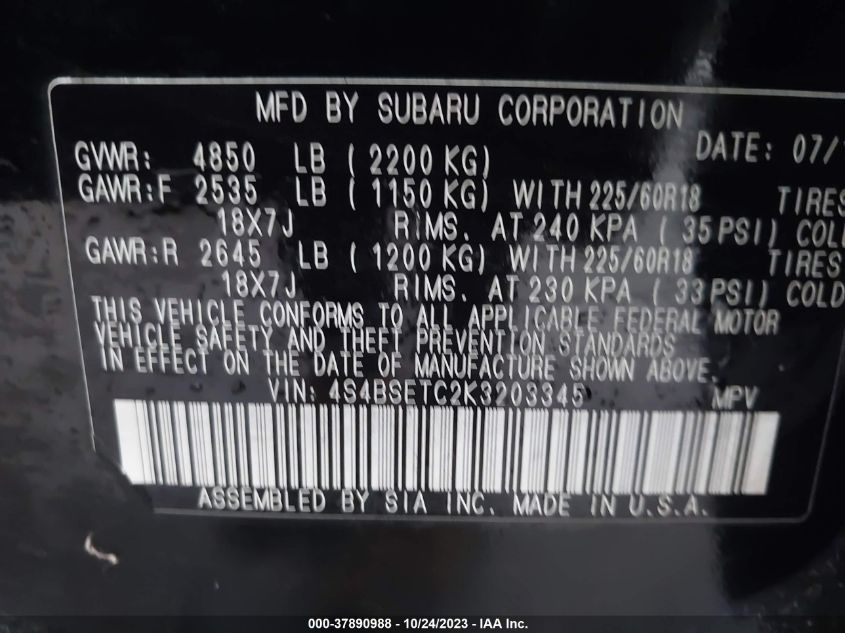 MFD BY SUBARU CORPORATION
DATE: 07/
GVWR: 4850 LB ( 2200 KG)
GAWR:F 2535 LB ( 1150 KG) WITH 225/60R18 TIRES
18X7J RIMS. AT 240 KPA ( 35 PSI) COL
GAWR:R 2645 LB ( 1200 KG) WITH 225/60R18 TIRES
18X7J RIMS. AT 230 KPA ( 33 PSI) COLD
THIS VEHICLE CONFORMS TO ALL APPLICABLE FEDERAL MOTOR
VEHICLE SAFETY AND THEFT PREVENTION STANDARDS
IN EFFECT ON THE DATE OF MANUFACTURE SHOWN ABOVE.
VIN: 4S4BSETC2K3203345 MPV
ASSEMBLED BY SIA INC. MADE IN U.S.A.
000-37890988 - 10/24/2023 - IAA Inc.